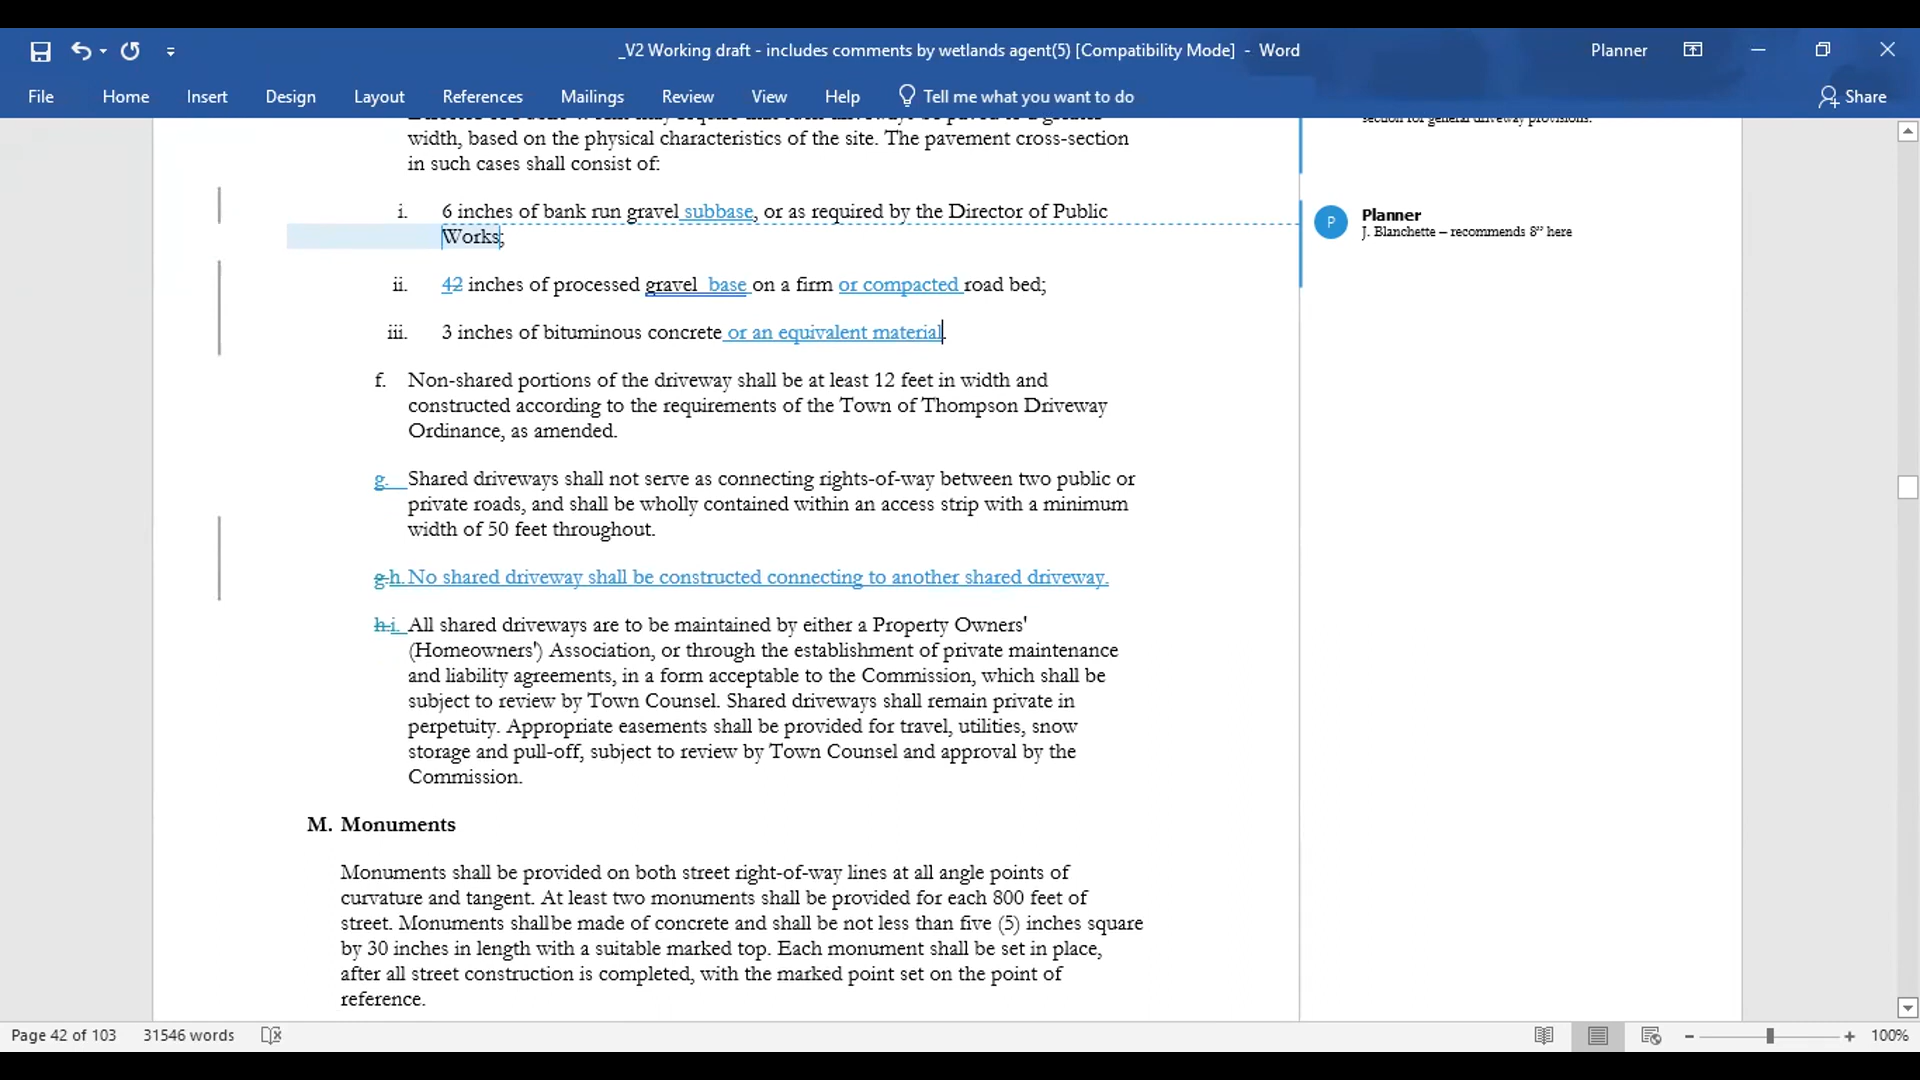 _V2 Working draft - includes comments by wetlands agent(5) [Compatibility Mode] - Word
Planner
File Home Insert Design Layout References Mailings Review View Help Tell me what you want to do Share
width, based on the physical characteristics of the site. The pavement cross-section
in such cases shall consist of:
section for general driveway provisions.
i. 6 inches of bank run gravel subbase, or as required by the Director of Public
Works;
P Planner
J. Blanchette – recommends 8” here
ii. 42 inches of processed gravel base on a firm or compacted road bed;
iii. 3 inches of bituminous concrete or an equivalent material.
f. Non-shared portions of the driveway shall be at least 12 feet in width and
constructed according to the requirements of the Town of Thompson Driveway
Ordinance, as amended.
g. Shared driveways shall not serve as connecting rights-of-way between two public or
private roads, and shall be wholly contained within an access strip with a minimum
width of 50 feet throughout.
g.h. No shared driveway shall be constructed connecting to another shared driveway.
h.i. All shared driveways are to be maintained by either a Property Owners'
(Homeowners') Association, or through the establishment of private maintenance
and liability agreements, in a form acceptable to the Commission, which shall be
subject to review by Town Counsel. Shared driveways shall remain private in
perpetuity. Appropriate easements shall be provided for travel, utilities, snow
storage and pull-off, subject to review by Town Counsel and approval by the
Commission.
M. Monuments
Monuments shall be provided on both street right-of-way lines at all angle points of
curvature and tangent. At least two monuments shall be provided for each 800 feet of
street. Monuments shall be made of concrete and shall be not less than five (5) inches square
by 30 inches in length with a suitable marked top. Each monument shall be set in place,
after all street construction is completed, with the marked point set on the point of
reference.
Page 42 of 103 31546 words 100%